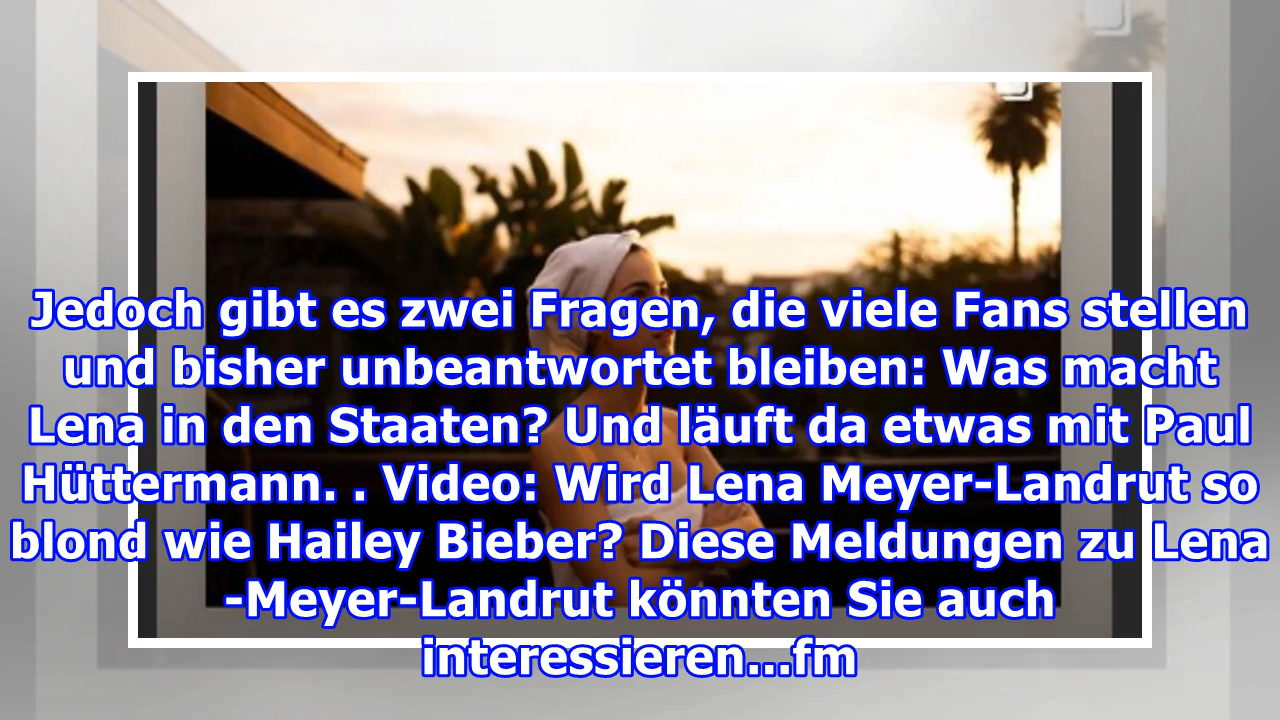 Jedoch gibt es zwei Fragen, die viele Fans stellen
und bisher unbeantwortet bleiben: Was macht
Lena in den Staaten? Und läuft da etwas mit Paul
Hüttermann. . Video: Wird Lena Meyer-Landrut so
blond wie Hailey Bieber? Diese Meldungen zu Lena
-Meyer-Landrut könnten Sie auch
interessieren...fm